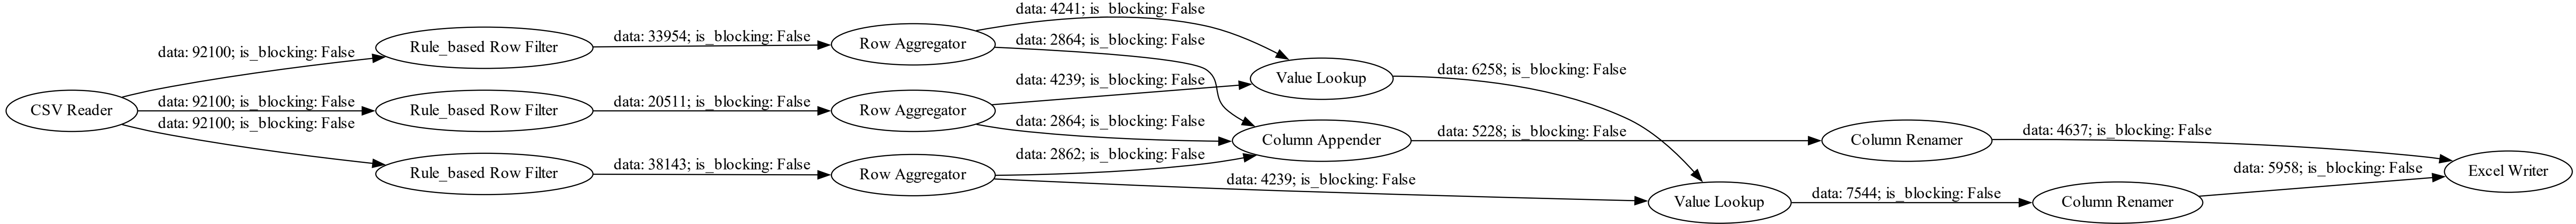 data: 4241; is_blocking: False
data: 92100; is_blocking: False
Rule_based Row Filter
data: 33954; is_blocking: False
Row Aggregator
data: 2864; is_blocking: False
Value Lookup
data: 6258; is_blocking: False
data: 4239; is_blocking: False
CSV Reader
data: 92100; is_blocking: False
Rule_based Row Filter
data: 20511; is_blocking: False
Row Aggregator
data: 2864; is_blocking: False
data: 92100; is_blocking: False
Column Appender
data: 5228; is_blocking: False
Column Renamer
data: 4637; is_blocking: False
data: 2862; is_blocking: False
Rule_based Row Filter
data: 38143; is_blocking: False
Row Aggregator
data: 4239; is_blocking: False
Value Lookup
data: 7544; is_blocking: False
Column Renamer
data: 5958; is_blocking: False
Excel Writer